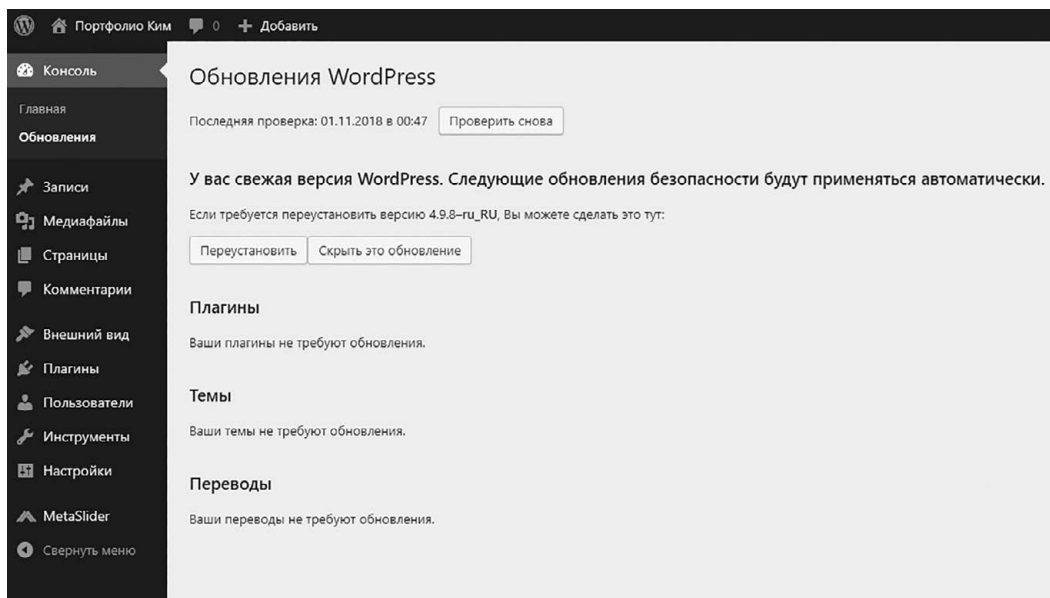 Портфолио Ким 0 + Добавить
Консоль
Главная
Обновления
Записи
Медиафайлы
Страницы
Комментарии
Внешний вид
Плагины
Пользователи
Инструменты
Настройки
MetaSlider
Свернуть меню
Обновления WordPress
Последняя проверка: 01.11.2018 в 00:47 Проверить снова
У вас свежая версия WordPress. Следующие обновления безопасности будут применяться автоматически.
Если требуется переустановить версию 4.9.8–ru_RU, Вы можете сделать это тут:
Переустановить Скрыть это обновление
Плагины
Ваши плагины не требуют обновления.
Темы
Ваши темы не требуют обновления.
Переводы
Ваши переводы не требуют обновления.